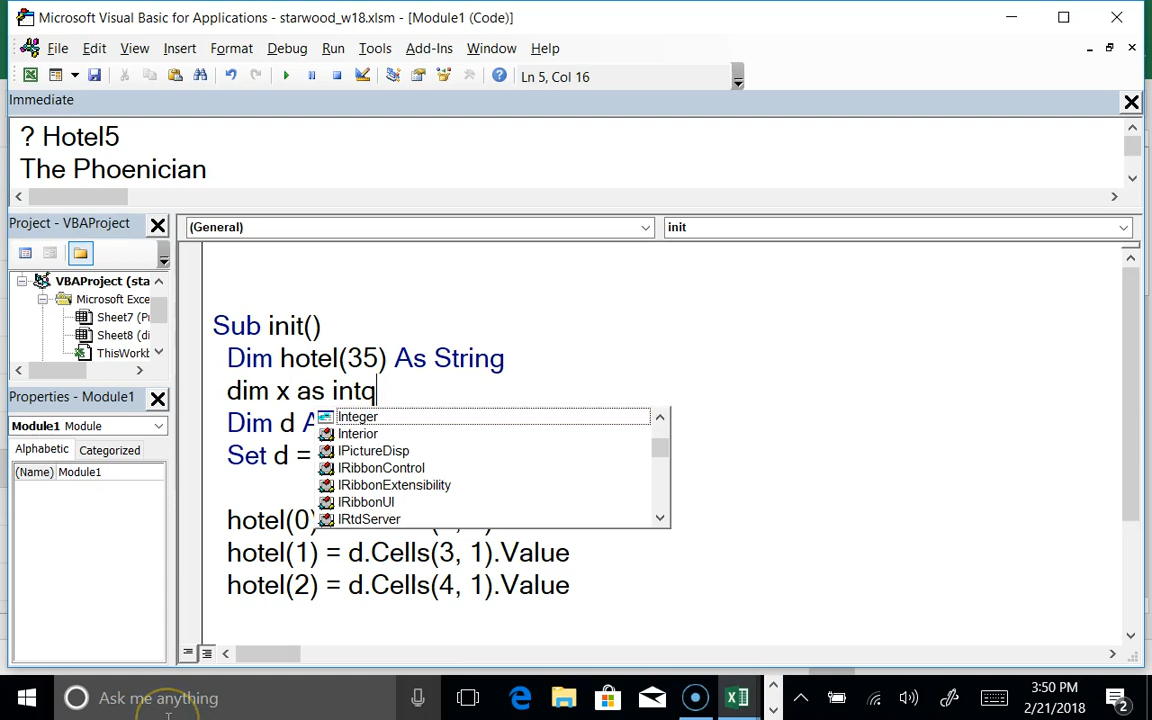 Microsoft Visual Basic for Applications - starwood_w18.xlsm - [Module1 (Code)]
File Edit View Insert Format Debug Run Tools Add-Ins Window Help
Ln 5, Col 16
Immediate
? Hotel5
The Phoenician
Project - VBAProject
(General)
init
VBAProject (sta
Microsoft Exce
Sheet7 (P
Sheet8 (di
ThisWorkb
Properties - Module1
Module1 Module
Alphabetic Categorized
(Name) Module1
Sub init()
Dim hotel(35) As String
dim x as intq
Dim d A
Set d =
Integer
Interior
IPictureDisp
IRibbonControl
IRibbonExtensibility
IRibbonUI
IRtdServer
hotel(0)
hotel(1) = d.Cells(3, 1).Value
hotel(2) = d.Cells(4, 1).Value
Ask me anything
3:50 PM
2/21/2018
2